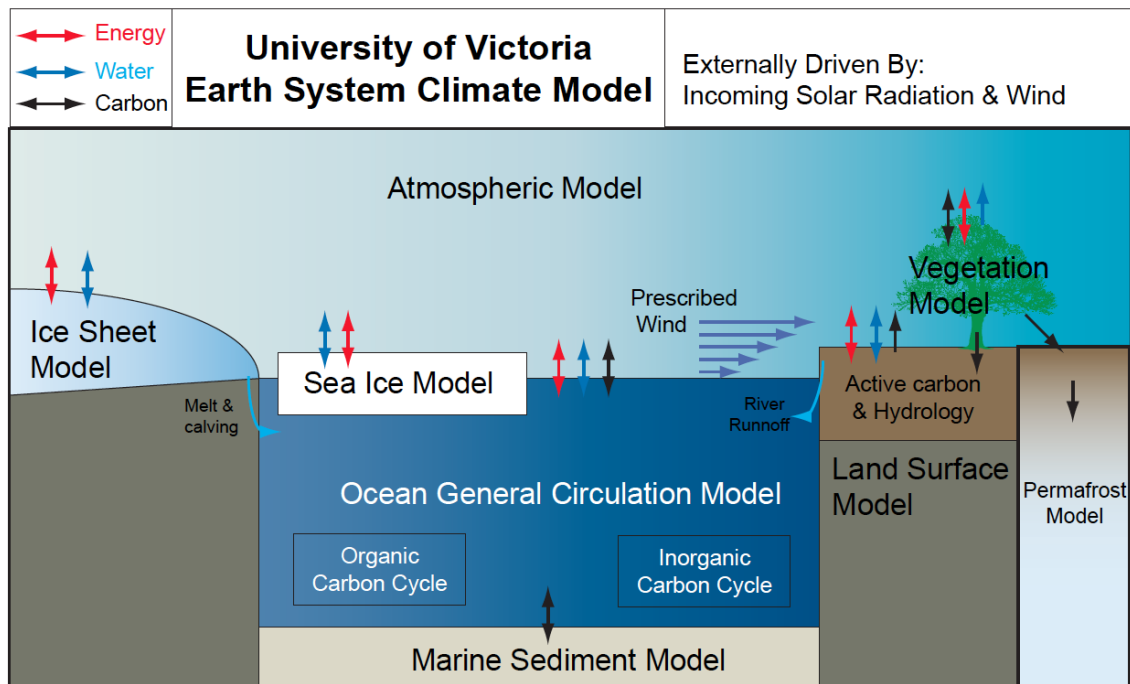 Energy
Water
Carbon
University of Victoria
Earth System Climate Model
Externally Driven By:
Incoming Solar Radiation & Wind
Atmospheric Model
Vegetation
Model
Ice Sheet
Model
Prescribed
Wind
Sea Ice Model
Melt &
calving
River
Runnoff
Active carbon
& Hydrology
Land Surface
Model
Permafrost
Model
Ocean General Circulation Model
Organic
Carbon Cycle
Inorganic
Carbon Cycle
Marine Sediment Model